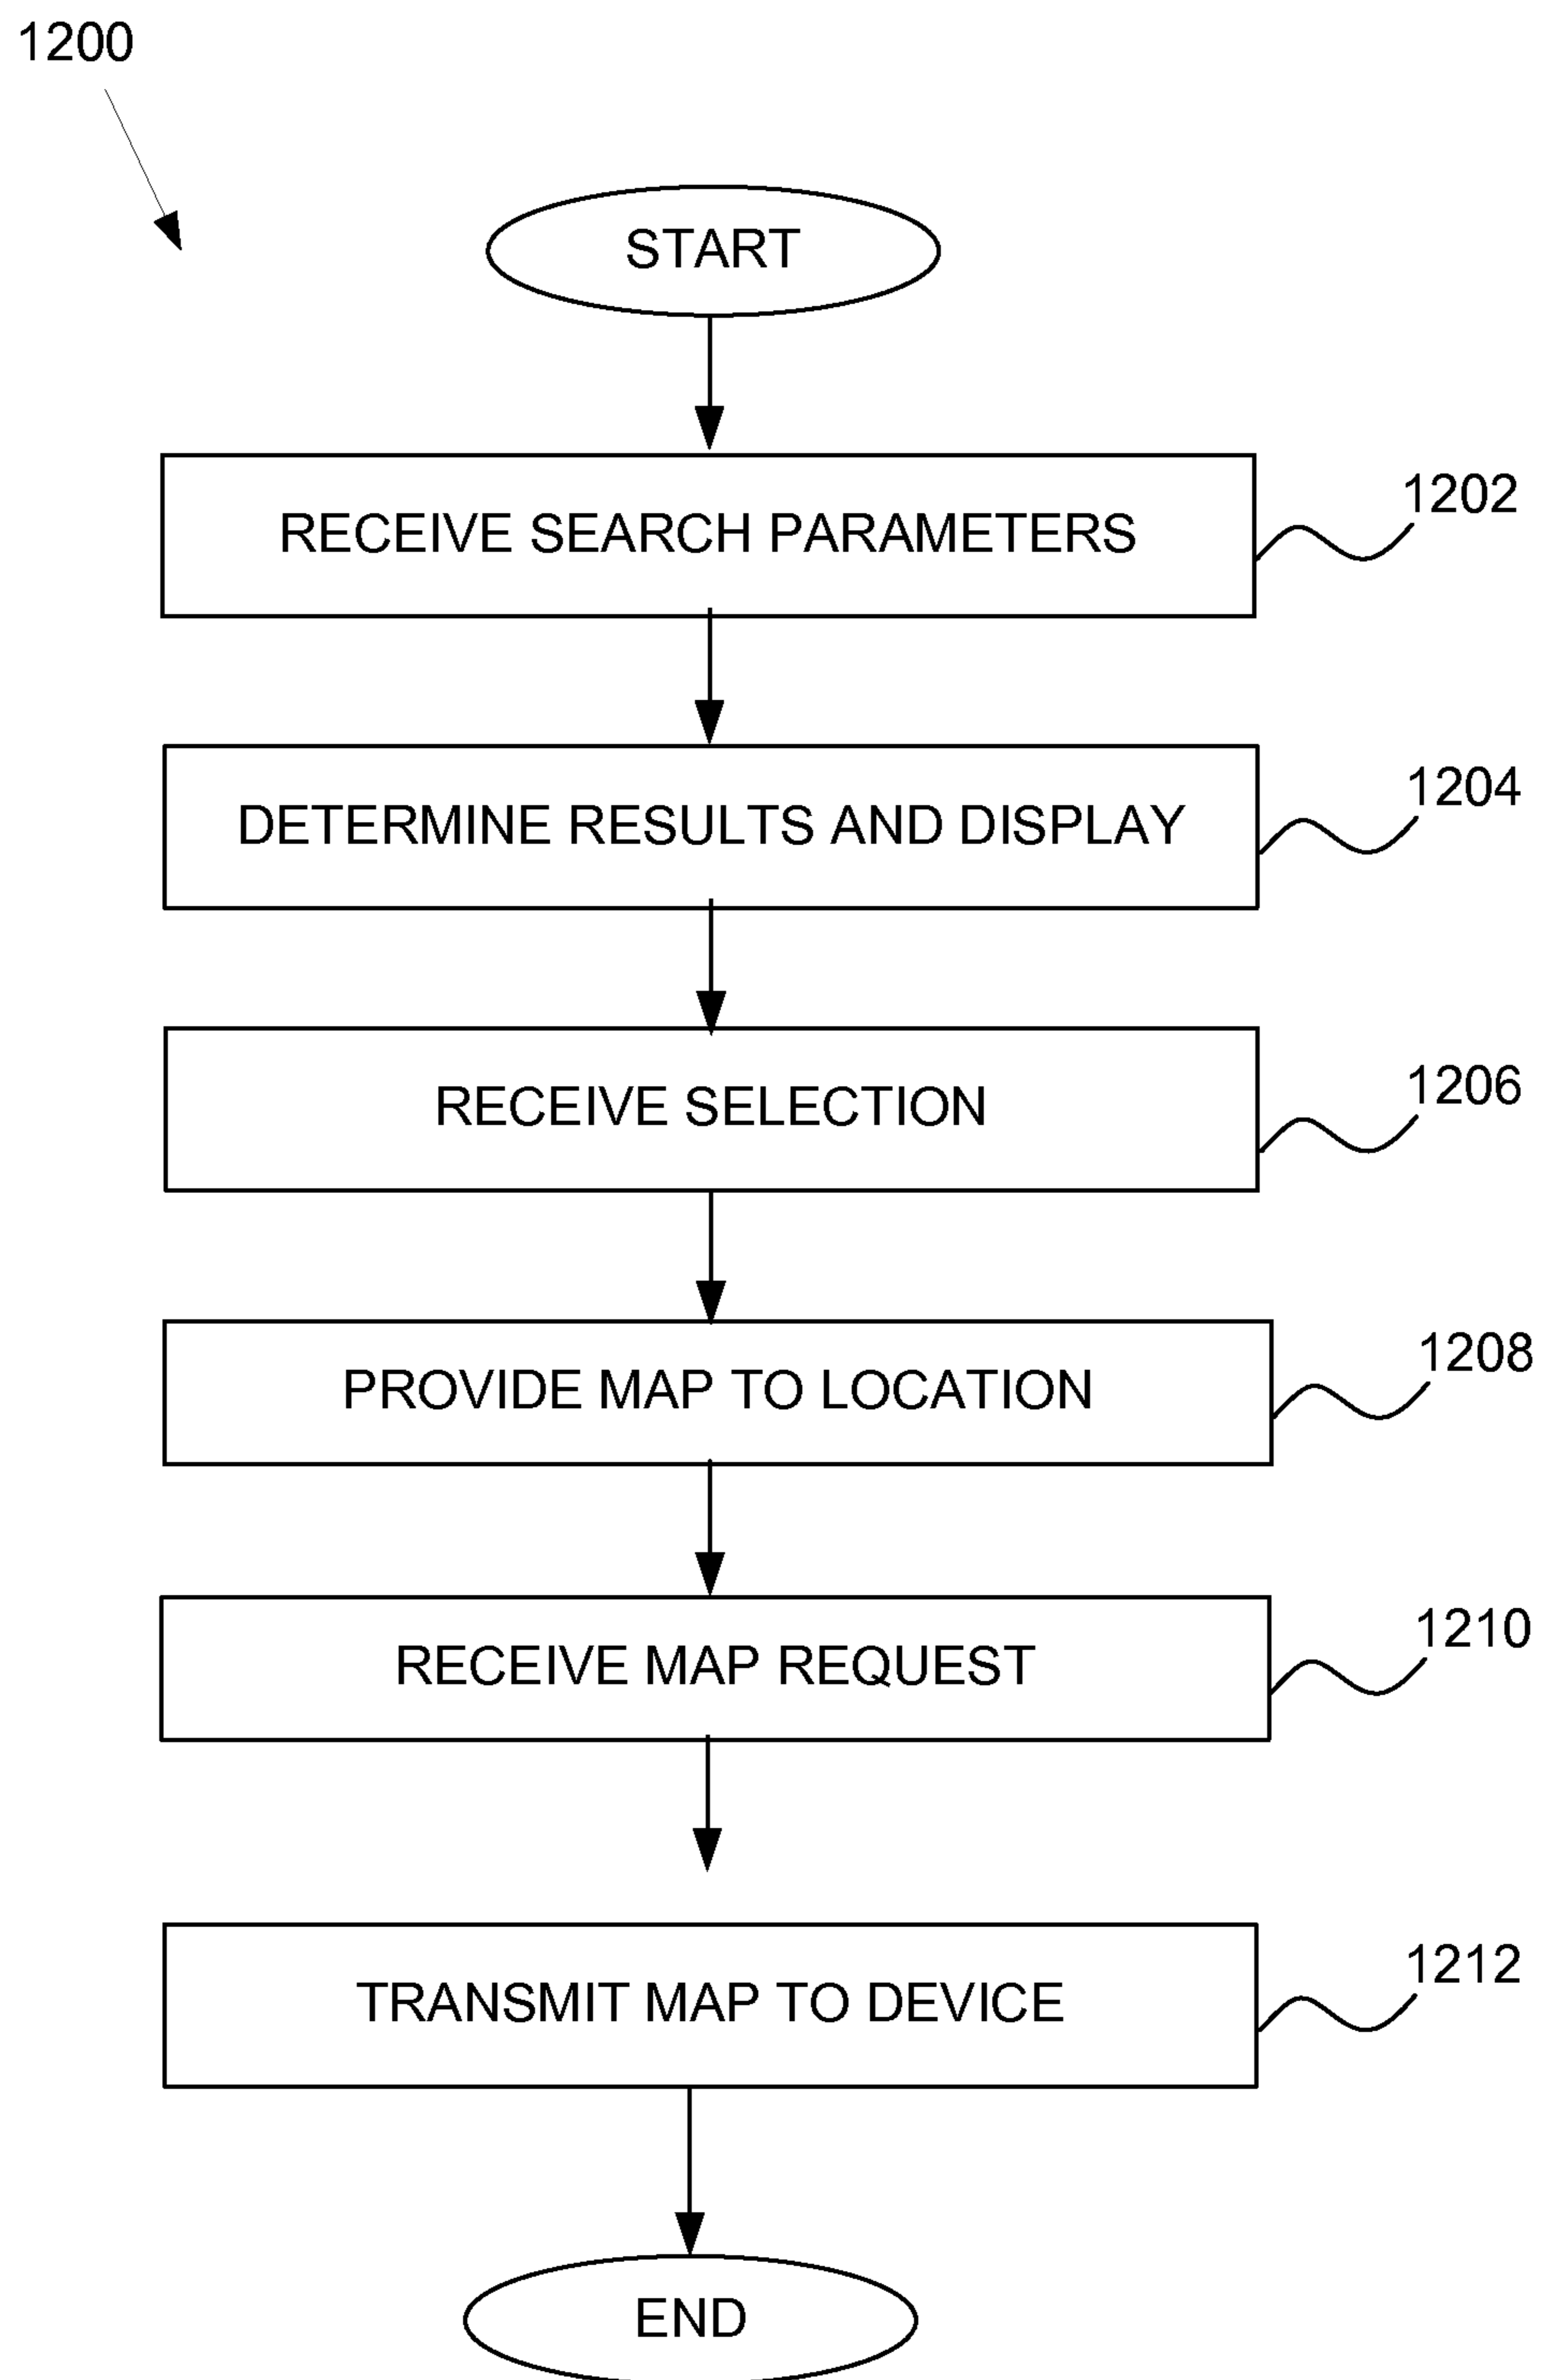 1200
START
RECEIVE SEARCH PARAMETERS
1202
DETERMINE RESULTS AND DISPLAY
1204
RECEIVE SELECTION
1206
PROVIDE MAP TO LOCATION
1208
RECEIVE MAP REQUEST
1210
TRANSMIT MAP TO DEVICE
1212
END